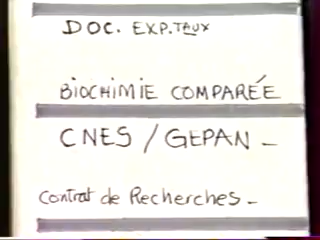 DOC. EXP.TAUX
BIOCHIMIE COMPARÉE
CNES / GEPAN -
Contrat de Recherches -